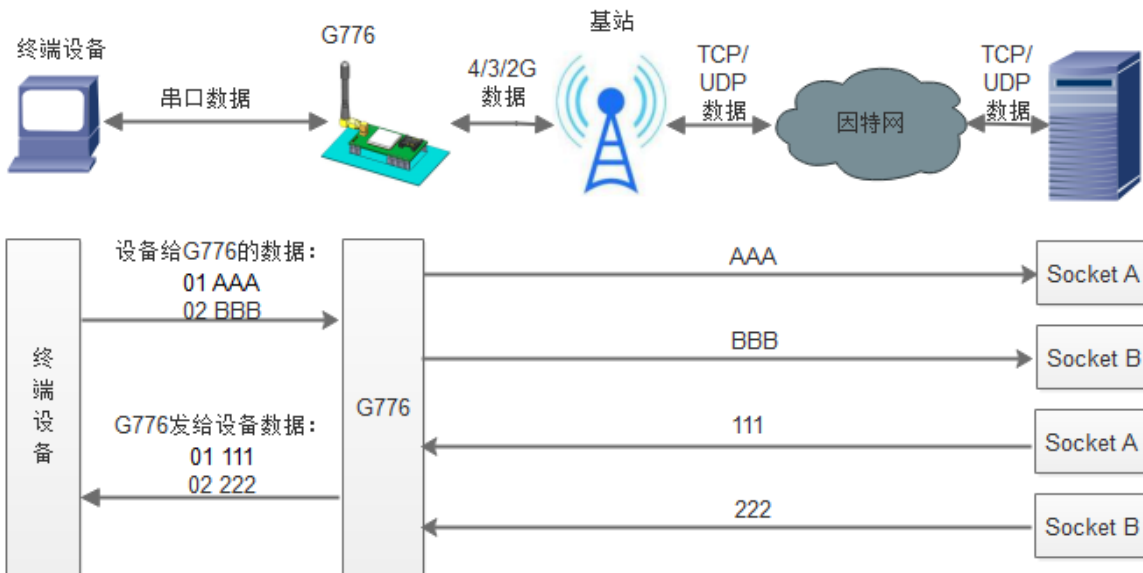 终端设备
G776
基站
串口数据
4/3/2G
数据
TCP/
UDP
数据
因特网
TCP/
UDP
数据
设备给G776的数据：
01 AAA
02 BBB
终端设备
G776发给设备数据：
01 111
02 222
G776
AAA
Socket A
BBB
Socket B
111
Socket A
222
Socket B